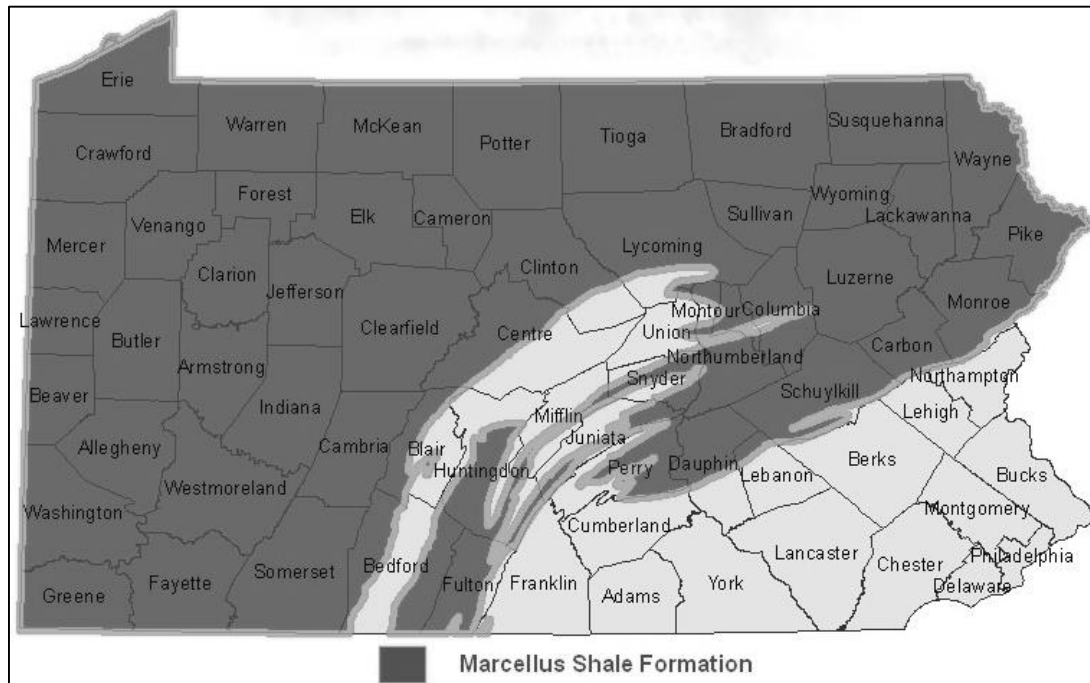 Erie
Warren
McKean
Potter
Tioga
Bradford
Susquehanna
Crawford
Wayne
Forest
Wyoming
Venango
Elk
Cameron
Sullivan
Lackawanna
Mercer
Lycoming
Pike
Clarion
Clinton
Luzerne
Jefferson
Monroe
Lawrence
Clearfield
Centre
Montour
Columbia
Union
Butler
Carbon
Armstrong
Northumberland
Northampton
Snyder
Schuylkill
Beaver
Indiana
Mifflin
Lehigh
Allegheny
Cambria
Blair
Juniata
Huntingdon
Perry
Dauphin
Lebanon
Berks
Bucks
Westmoreland
Washington
Cumberland
Montgomery
Lancaster
Philadelphia
Bedford
Chester
Somerset
Fayette
Fulton
Franklin
York
Delaware
Greene
Adams
Marcellus Shale Formation